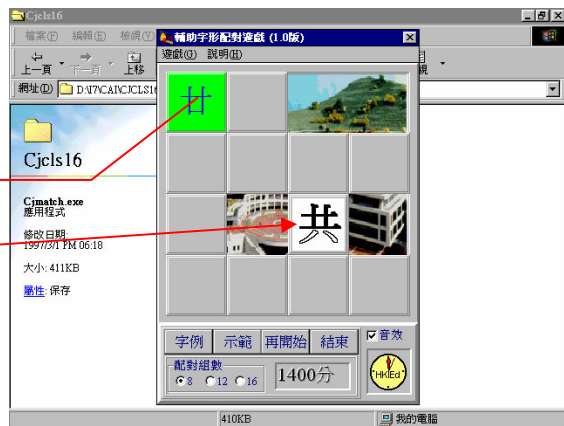 Cjcls16
檔案(F) 編輯(E) 檢視(V)
上一頁 下一頁 上移
網址(D) D:\I7\CAI\CJCLS16
Cjcls16
Cjmatch.exe
應用程式
修改日期:
1997/3/1 PM 06:18
大小: 411KB
屬性: 保存
輔助字形配對遊戲 (1.0版)
遊戲(G) 說明(H)
廿
共
字例 示範 再開始 結束 音效
配對組數
8 12 16
1400分
HKIEd
410KB 我的電腦